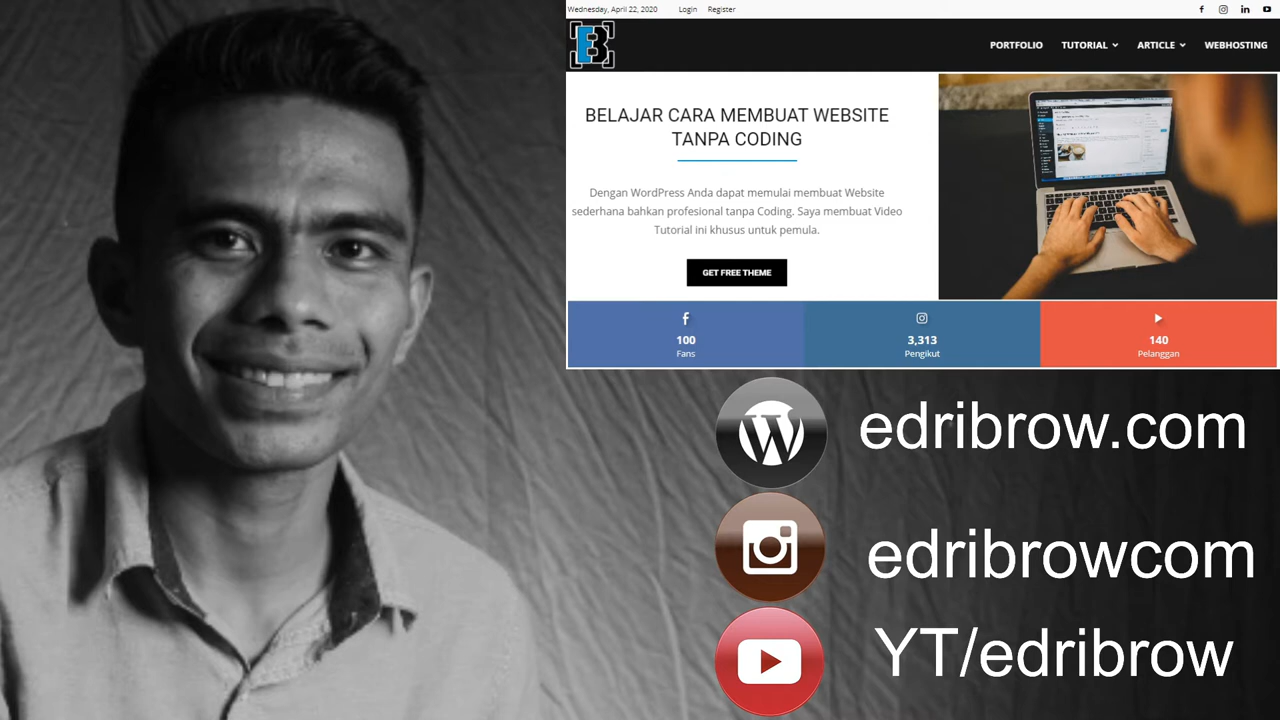 Wednesday, April 22, 2020 Login Register
EB
PORTFOLIO TUTORIAL ARTICLE WEBHOSTING
BELAJAR CARA MEMBUAT WEBSITE
TANPA CODING
Dengan WordPress Anda dapat memulai membuat Website
sederhana bahkan profesional tanpa Coding. Saya membuat Video
Tutorial ini khusus untuk pemula.
GET FREE THEME
100
Fans
3,313
Pengikut
140
Pelanggan
edribrow.com
edribrowcom
YT/edribrow